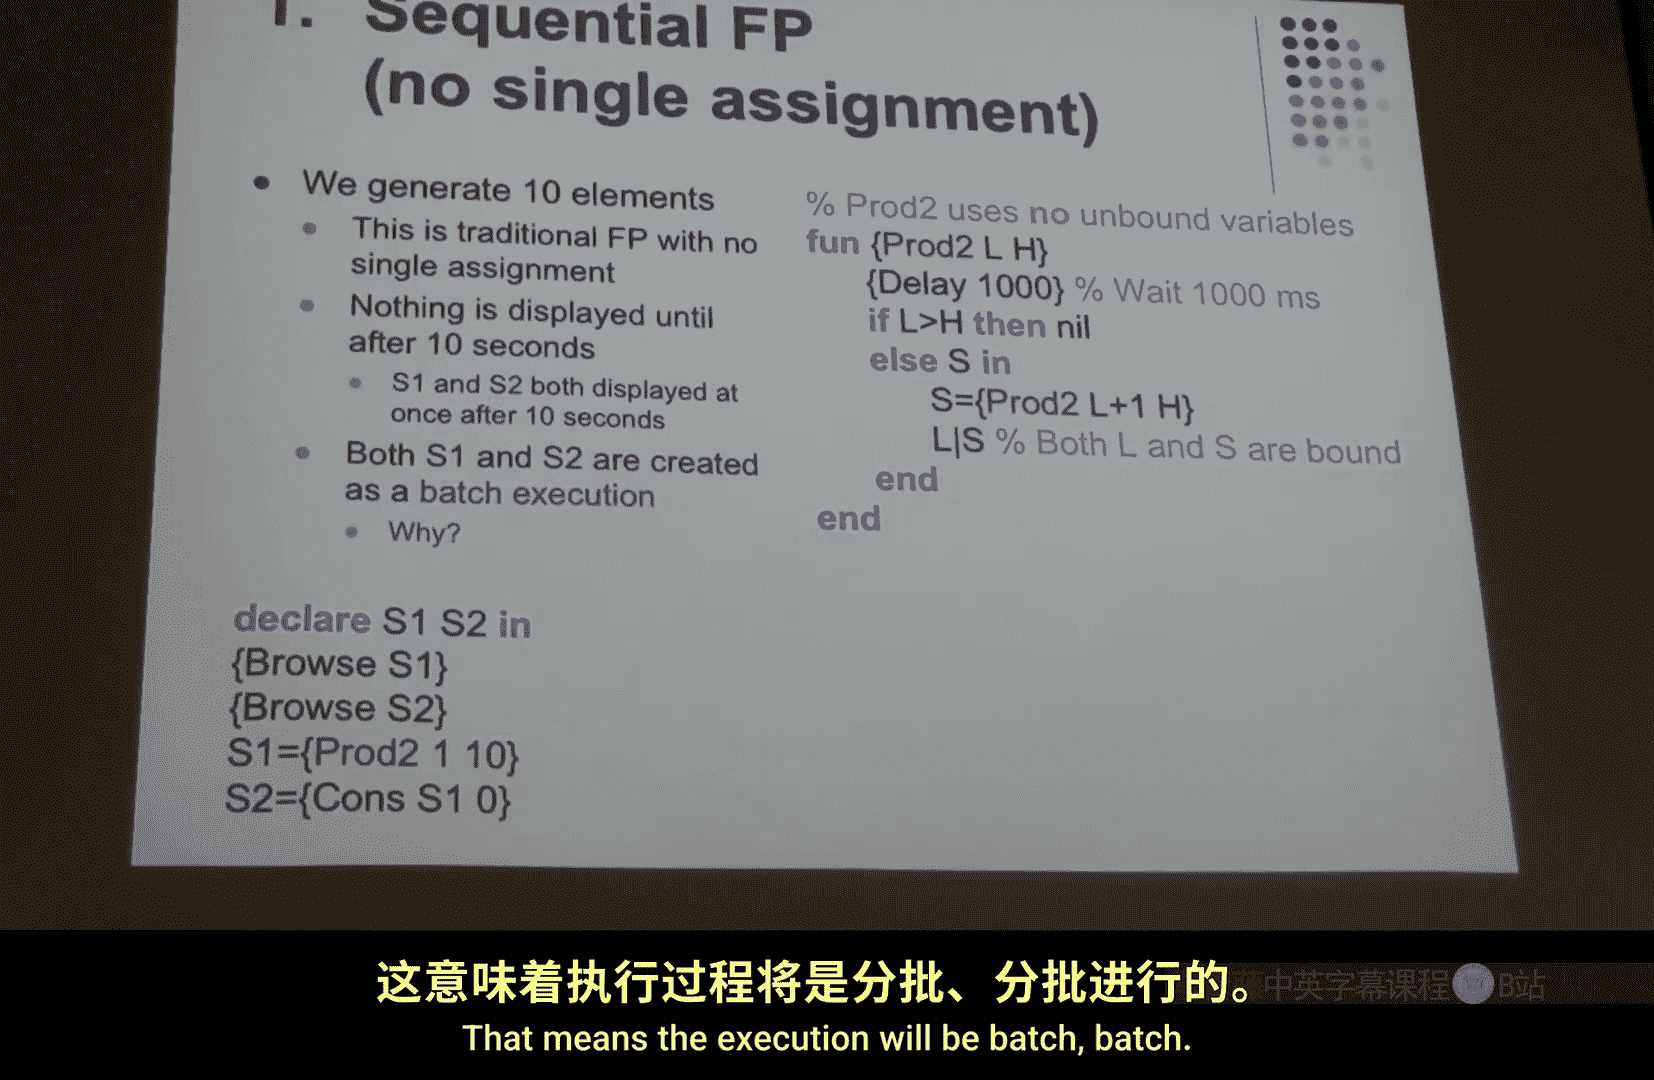 1. Sequential FP
(no single assignment)
We generate 10 elements
This is traditional FP with no
single assignment
Nothing is displayed until
after 10 seconds
S1 and S2 both displayed at
once after 10 seconds
Both S1 and S2 are created
as a batch execution
Why?
% Prod2 uses no unbound variables
fun {Prod2 L H}
{Delay 1000} % Wait 1000 ms
if L>H then nil
else S in
S={Prod2 L+1 H}
L|S % Both L and S are bound
end
end
declare S1 S2 in
{Browse S1}
{Browse S2}
S1={Prod2 1 10}
S2={Cons S1 0}
这意味着执行过程将是分批、分批进行的。
中英字幕课程 B站
That means the execution will be batch, batch.